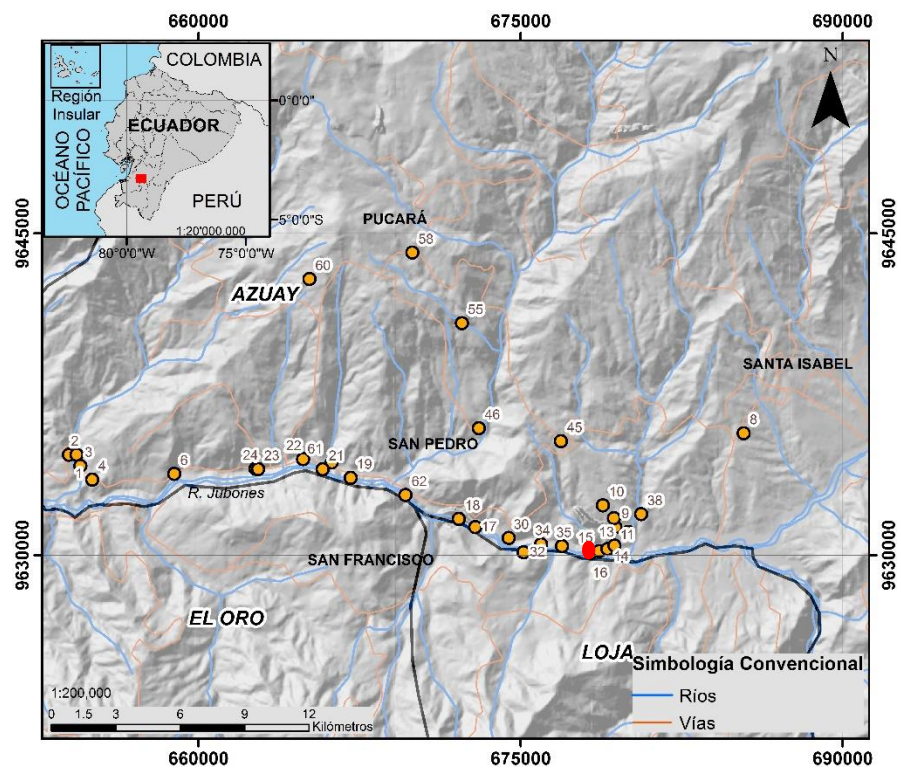 660000
675000
690000
COLOMBIA
Región
Insular
0°0'0"
ECUADOR
OCÉANO
PACÍFICO
PERÚ
-5°0'0"S
1:20'000.000
80°0'0"W
75°0'0"W
N
PUCARÁ
58
9645000
9645000
60
AZUAY
55
SANTA ISABEL
8
46
45
SAN PEDRO
2
3
1
4
6
24
23
22
61
21
19
R. Jubones
62
10
9
38
18
17
30
34
35
15
13
11
32
14
16
9630000
9630000
SAN FRANCISCO
EL ORO
LOJA
Simbología Convencional
Ríos
Vías
1:200,000
0 1.5 3 6 9 12
Kilómetros
660000
675000
690000